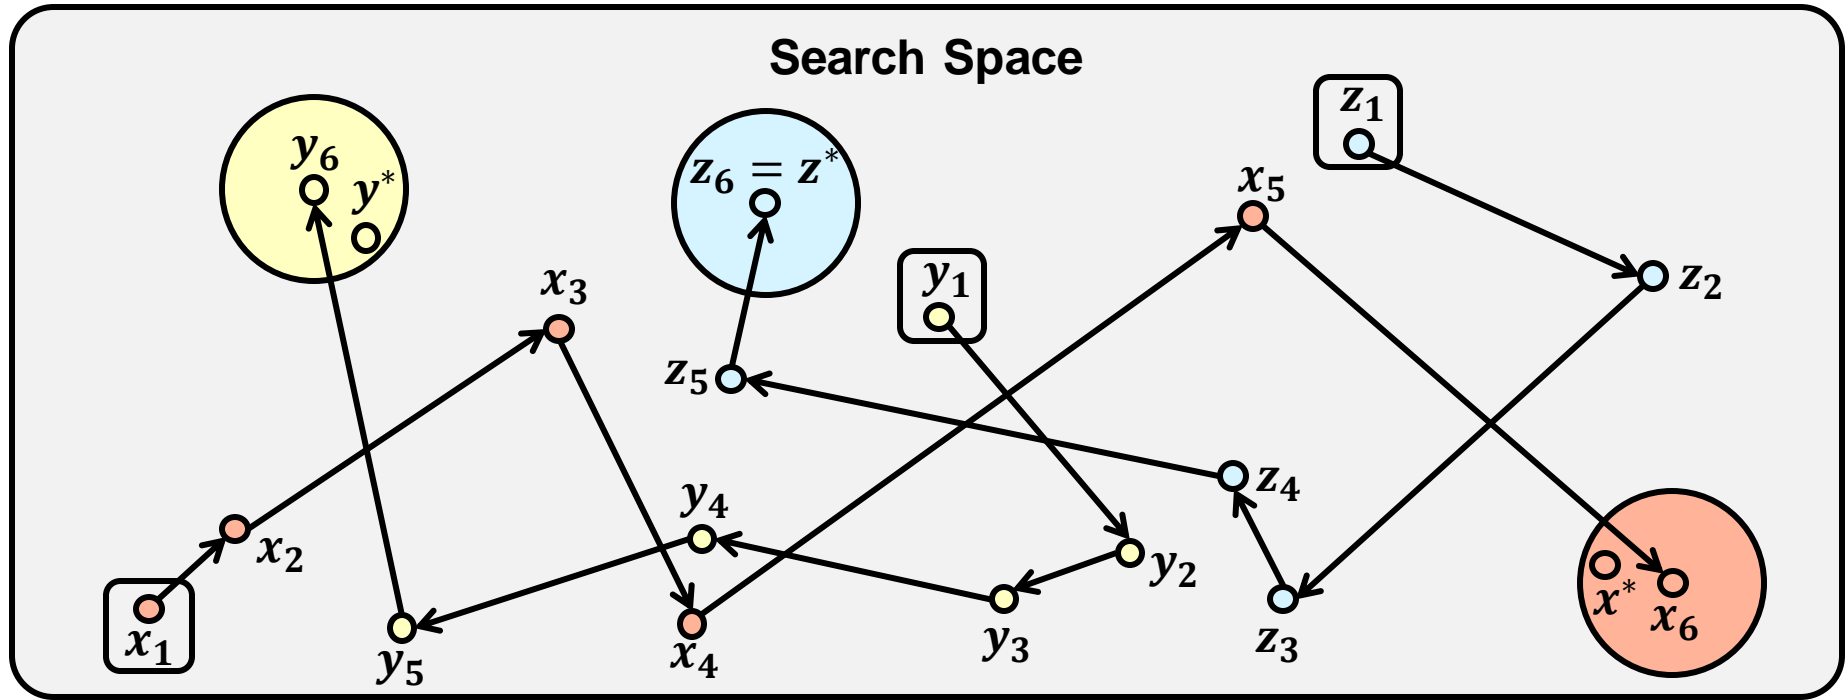 Search Space
z₁
y₆
y*
z₆ = z*
x₅
y₁
z₂
x₃
z₅
z₄
y₄
x₂
y₂
x*
x₆
x₁
y₅
x₄
y₃
z₃